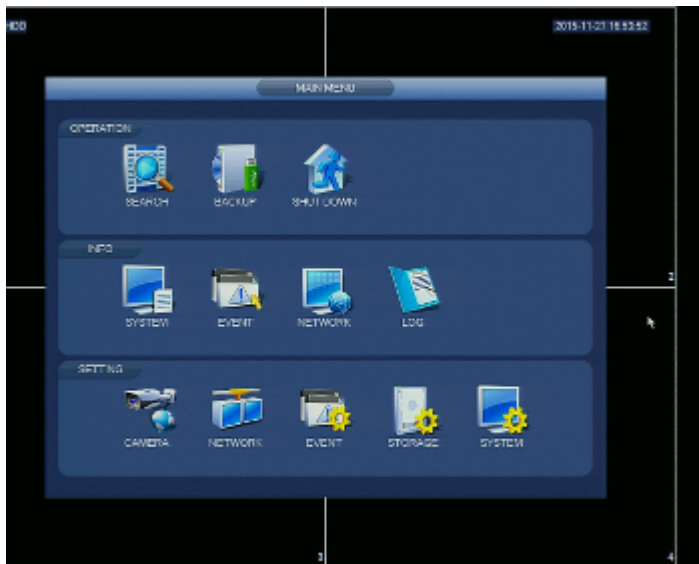 HDD
2015-11-27 16:53:52
MAIN MENU
OPERATION
SEARCH
BACKUP
SHUT DOWN
INFO
SYSTEM
EVENT
NETWORK
LOG
2
SETTING
CAMERA
NETWORK
EVENT
STORAGE
SYSTEM
3
4